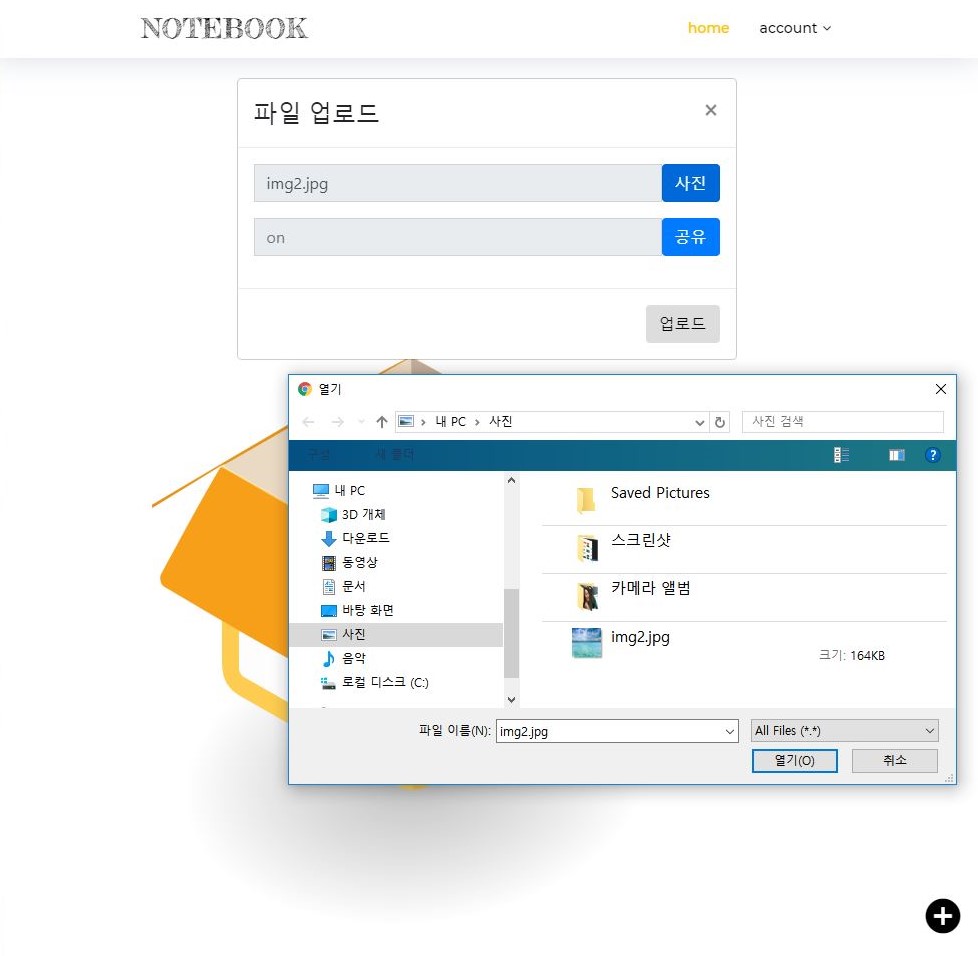 NOTEBOOK
home
account
파일 업로드
×
img2.jpg
사진
on
공유
업로드
열기
내 PC › 사진
사진 검색
구성
새 폴더
?
내 PC
3D 개체
다운로드
동영상
문서
바탕 화면
사진
음악
로컬 디스크 (C:)
Saved Pictures
스크린샷
카메라 앨범
img2.jpg
크기: 164KB
파일 이름(N):
img2.jpg
All Files (*.*)
열기(O)
취소